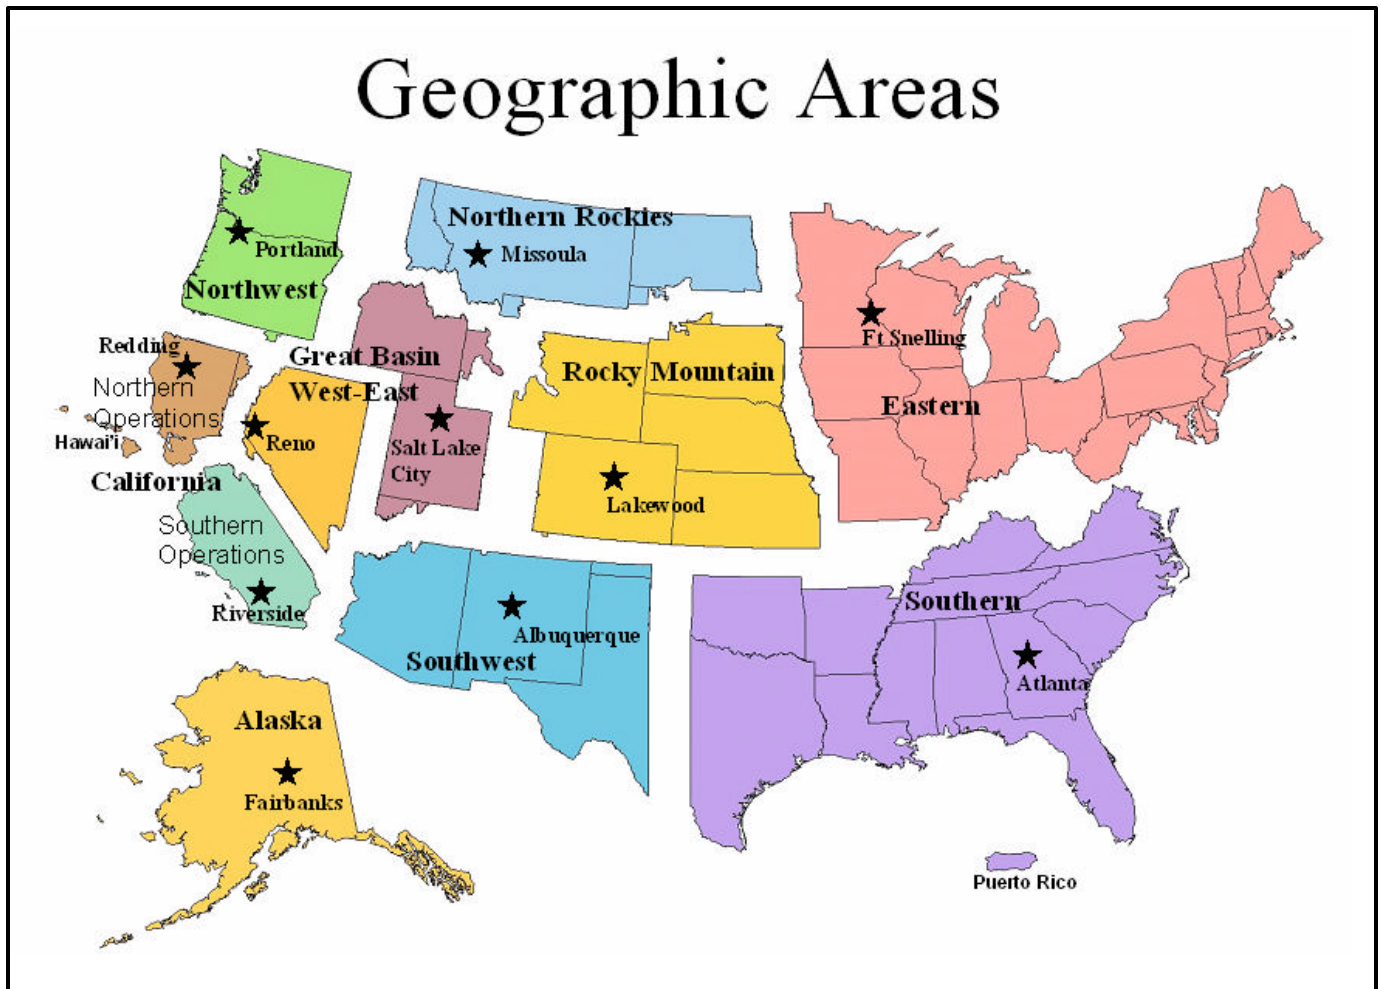 Geographic Areas
Northern Rockies
Missoula
Portland
Northwest
Ft Snelling
Redding
Great Basin
Rocky Mountain
Northern
Operations
West-East
Eastern
Hawai'i
Reno
Salt Lake
City
California
Lakewood
Southern
Operations
Riverside
Southern
Albuquerque
Southwest
Atlanta
Alaska
Fairbanks
Puerto Rico